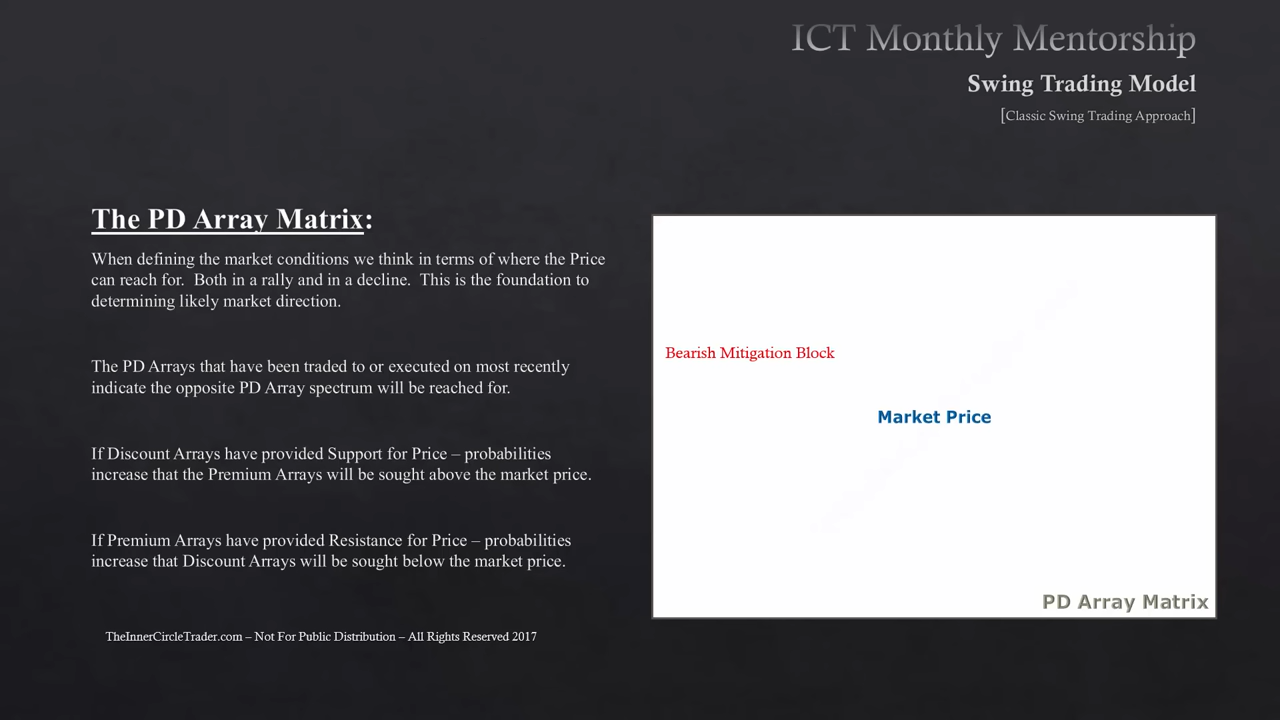 ICT Monthly Mentorship
Swing Trading Model
[Classic Swing Trading Approach]
The PD Array Matrix:
When defining the market conditions we think in terms of where the Price
can reach for.  Both in a rally and in a decline.  This is the foundation to
determining likely market direction.
The PD Arrays that have been traded to or executed on most recently
indicate the opposite PD Array spectrum will be reached for.
If Discount Arrays have provided Support for Price – probabilities
increase that the Premium Arrays will be sought above the market price.
If Premium Arrays have provided Resistance for Price – probabilities
increase that Discount Arrays will be sought below the market price.
Bearish Mitigation Block
Market Price
PD Array Matrix
TheInnerCircleTrader.com – Not For Public Distribution – All Rights Reserved 2017